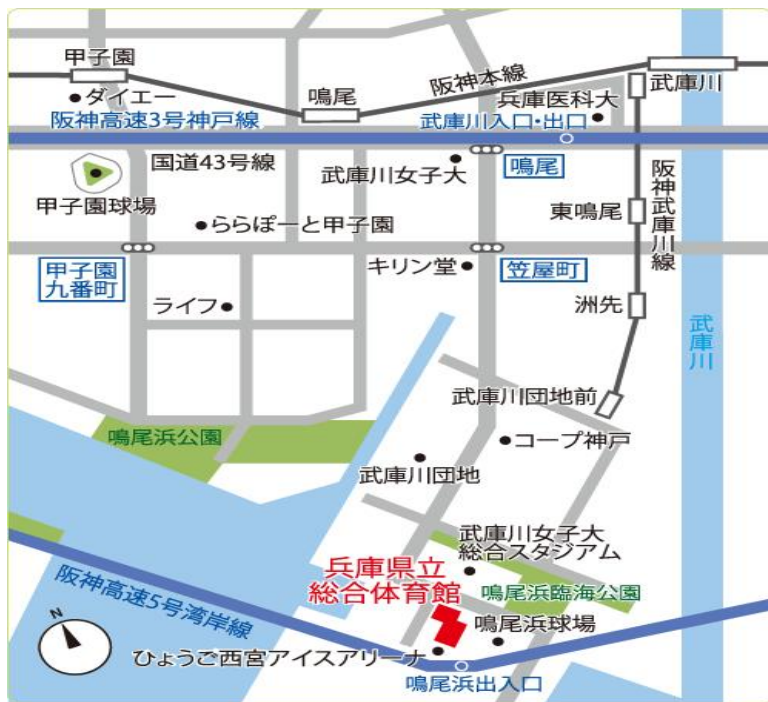 甲子園
ダイエー
鳴尾
阪神本線
武庫川
兵庫医科大
阪神高速3号神戸線
武庫川入口・出口
国道43号線
武庫川女子大
鳴尾
阪神武庫川線
甲子園球場
ららぽーと甲子園
東鳴尾
甲子園
九番町
キリン堂
笠屋町
ライフ
洲先
武庫川
武庫川団地前
鳴尾浜公園
コープ神戸
武庫川団地
武庫川女子大
総合スタジアム
兵庫県立
総合体育館
鳴尾浜臨海公園
阪神高速5号湾岸線
N
鳴尾浜球場
ひょうご西宮アイスアリーナ
鳴尾浜出入口